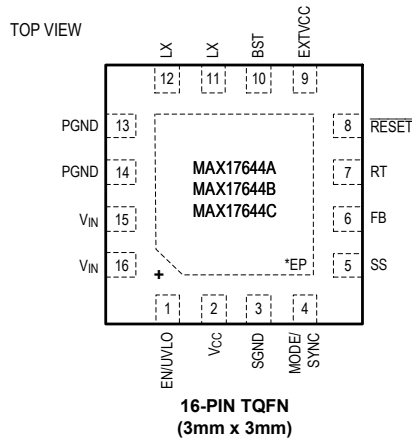 TOP VIEW
LX
LX
BST
EXTVCC
12
11
10
9
PGND 13
8 RESET
PGND 14
7 RT
VIN 15
6 FB
VIN 16
5 SS
MAX17644A
MAX17644B
MAX17644C
*EP
+
1
2
3
4
EN/UVLO
VCC
SGND
MODE/
SYNC
16-PIN TQFN
(3mm x 3mm)